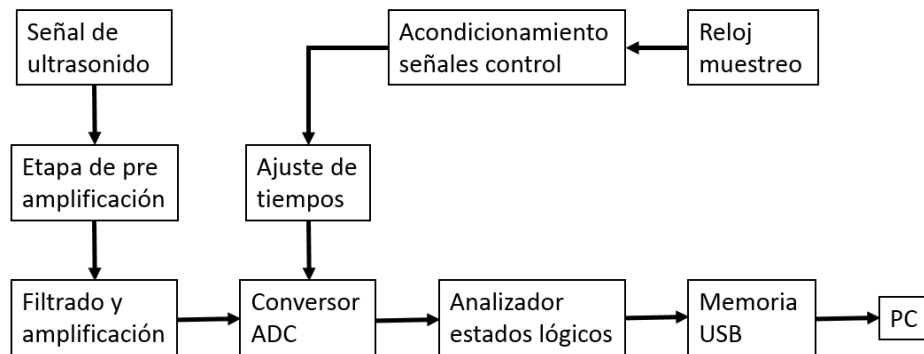 Señal de
ultrasonido
Acondicionamiento
señales control
Reloj
muestreo
Etapa de pre
amplificación
Ajuste de
tiempos
Filtrado y
amplificación
Conversor
ADC
Analizador
estados lógicos
Memoria
USB
PC